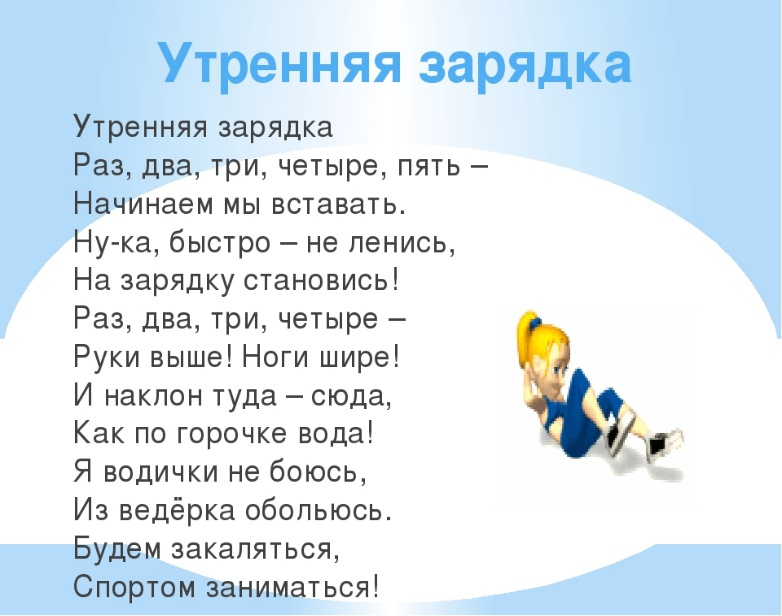 Утренняя зарядка
Утренняя зарядка
Раз, два, три, четыре, пять –
Начинаем мы вставать.
Ну-ка, быстро – не ленись,
На зарядку становись!
Раз, два, три, четыре –
Руки выше! Ноги шире!
И наклон туда – сюда,
Как по горочке вода!
Я водички не боюсь,
Из ведёрка обольюсь.
Будем закаляться,
Спортом заниматься!